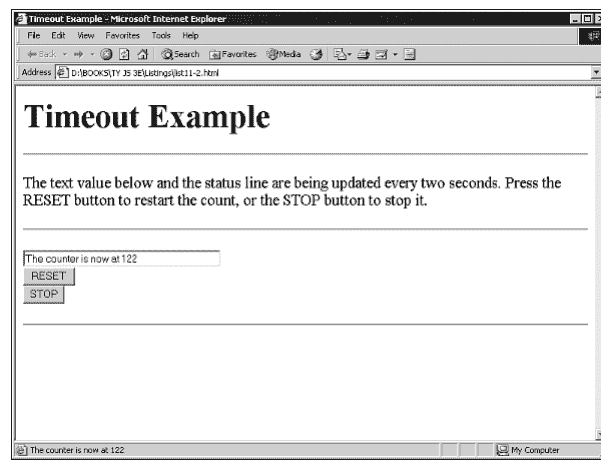 Timeout Example - Microsoft Internet Explorer
File Edit View Favorites Tools Help
Back Search Favorites Media
Address D:\BOOKS\TY JS 3E\Listings\list11-2.html
Timeout Example
The text value below and the status line are being updated every two seconds. Press the
RESET button to restart the count, or the STOP button to stop it.
The counter is now at 122
RESET
STOP
The counter is now at 122 My Computer